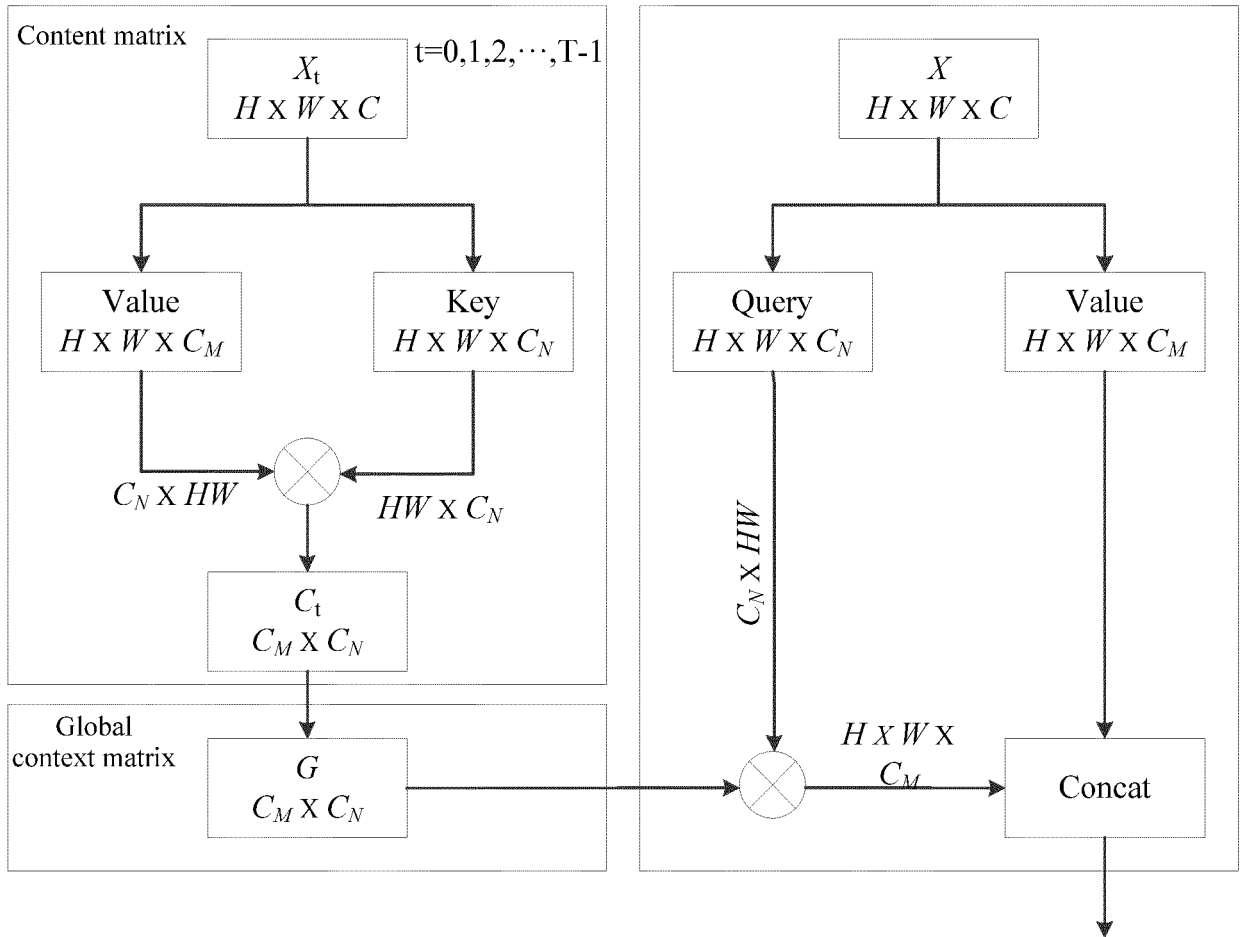 Content matrix
t=0,1,2,⋯,T-1
X_t
H X W X C
Value
H X W X C_M
Key
H X W X C_N
C_N X HW
HW X C_N
C_t
C_M X C_N
Global
context matrix
G
C_M X C_N
X
H X W X C
Query
H X W X C_N
Value
H X W X C_M
C_N X HW
H X W X
C_M
Concat